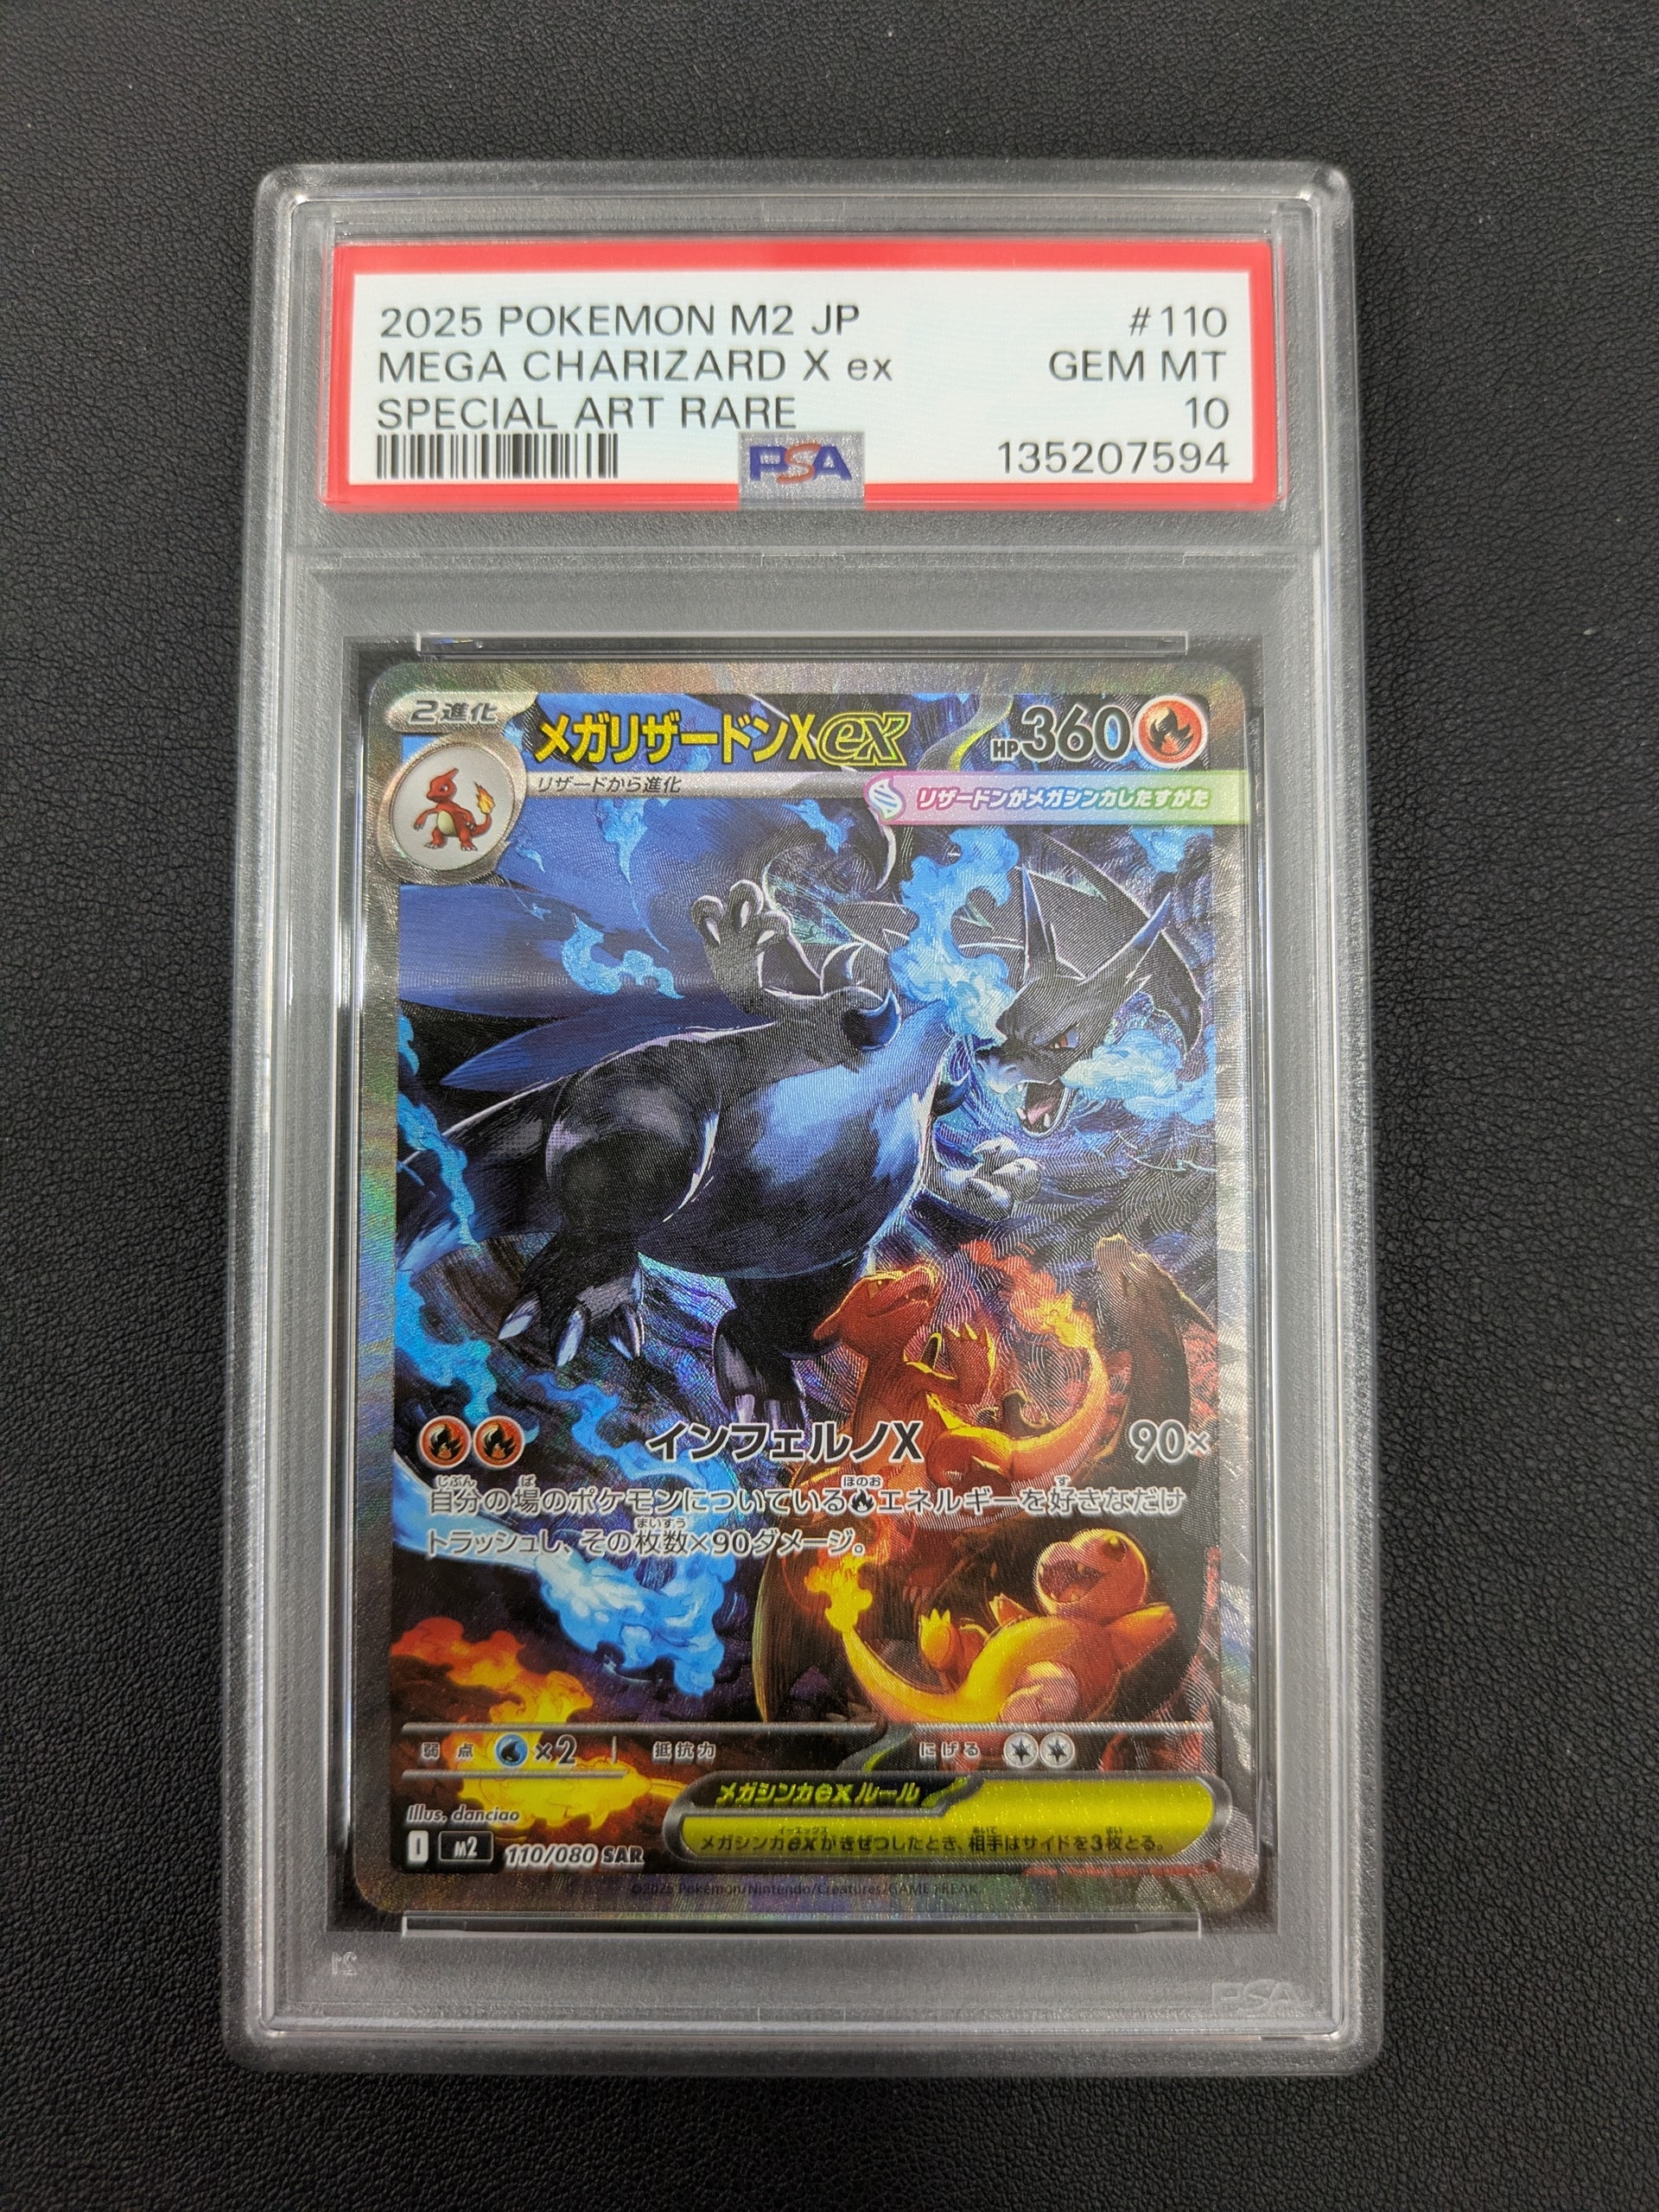 2025 POKEMON M2 JP #110
MEGA CHARIZARD X ex GEM MT
SPECIAL ART RARE 10
PSA 135207594
2進化
メガリザードンXex HP360
リザードから進化
リザードンがメガシンカしたすがた
インフェルノX 90×
自分の場のポケモンについているエネルギーを好きなだけ
トラッシュし、その枚数×90ダメージ。
弱点 ×2 抵抗力 にげる
メガシンカexルール
メガシンカexがきぜつしたとき、相手はサイドを3枚とる。
Illus. danciao
I M2 110/080 SAR
©2025 Pokémon/Nintendo/Creatures/GAME FREAK.
PSA